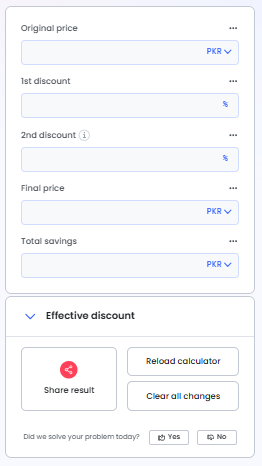 Original price ...
PKR
1st discount ...
%
2nd discount i ...
%
Final price ...
PKR
Total savings ...
PKR
Effective discount
Share result
Reload calculator
Clear all changes
Did we solve your problem today? Yes No